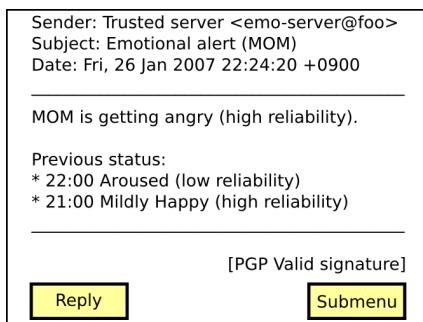 Sender: Trusted server <emo-server@foo>
Subject: Emotional alert (MOM)
Date: Fri, 26 Jan 2007 22:24:20 +0900
MOM is getting angry (high reliability).
Previous status:
* 22:00 Aroused (low reliability)
* 21:00 Mildly Happy (high reliability)
[PGP Valid signature]
Reply
Submenu